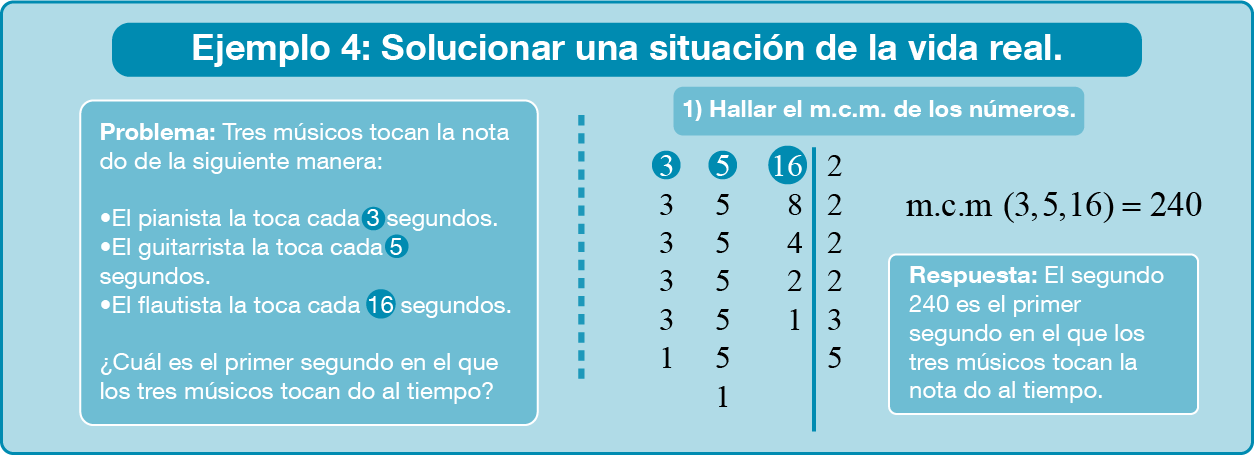 Ejemplo 4: Solucionar una situación de la vida real.
Problema: Tres músicos tocan la nota
do de la siguiente manera:
•El pianista la toca cada 3 segundos.
•El guitarrista la toca cada 5
segundos.
•El flautista la toca cada 16 segundos.
¿Cuál es el primer segundo en el que
los tres músicos tocan do al tiempo?
1) Hallar el m.c.m. de los números.
3 5 16 2
3 5 8 2
3 5 4 2
3 5 2 2
3 5 1 3
1 5 5
1
m.c.m (3,5,16) = 240
Respuesta: El segundo
240 es el primer
segundo en el que los
tres músicos tocan la
nota do al tiempo.